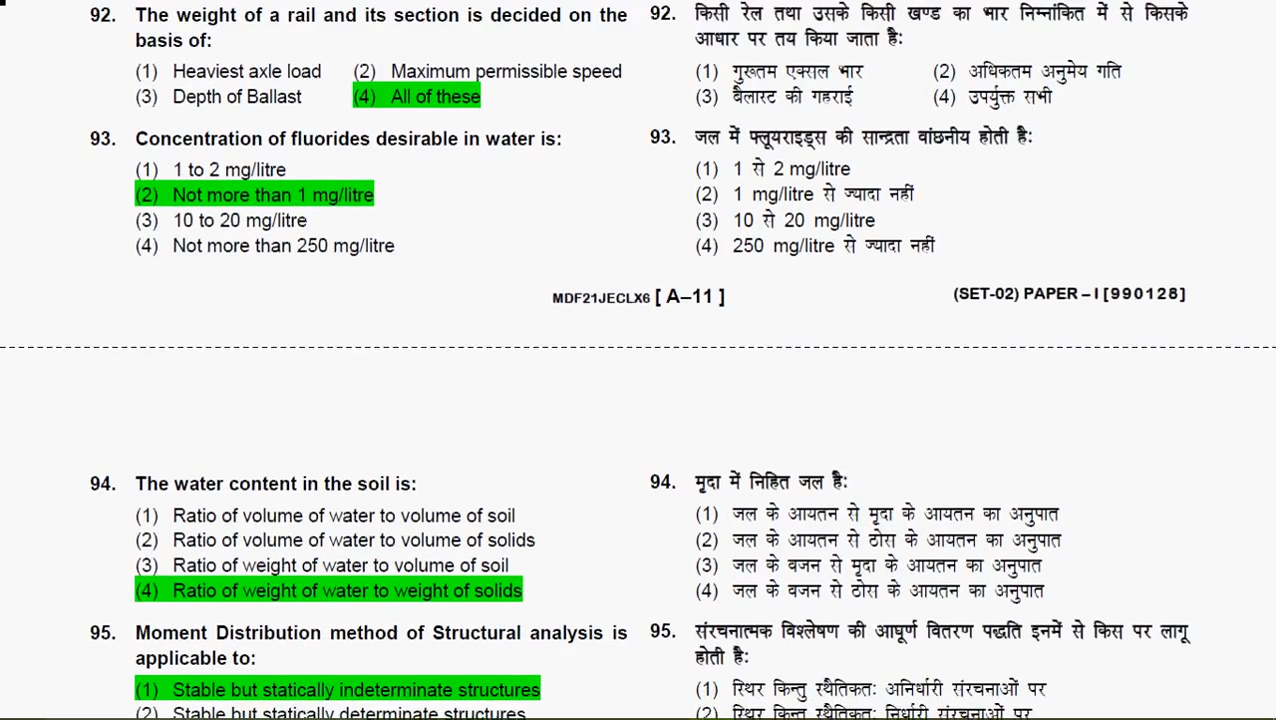 92. The weight of a rail and its section is decided on the
basis of:
(1) Heaviest axle load (2) Maximum permissible speed
(3) Depth of Ballast (4) All of these
93. Concentration of fluorides desirable in water is:
(1) 1 to 2 mg/litre
(2) Not more than 1 mg/litre
(3) 10 to 20 mg/litre
(4) Not more than 250 mg/litre
92. किसी रेल तथा उसके किसी खण्ड का भार निम्नांकित में से किसके
आधार पर तय किया जाता है:
(1) गुरूतम एक्सल भार (2) अधिकतम अनुमेय गति
(3) बैलास्ट की गहराई (4) उपर्युक्त सभी
93. जल में फ्लूयराइड्स की सान्द्रता वांछनीय होती है:
(1) 1 से 2 mg/litre
(2) 1 mg/litre से ज्यादा नहीं
(3) 10 से 20 mg/litre
(4) 250 mg/litre से ज्यादा नहीं
MDF21JECLX6 [ A–11 ] (SET-02) PAPER – I [990128]
94. The water content in the soil is:
(1) Ratio of volume of water to volume of soil
(2) Ratio of volume of water to volume of solids
(3) Ratio of weight of water to volume of soil
(4) Ratio of weight of water to weight of solids
95. Moment Distribution method of Structural analysis is
applicable to:
(1) Stable but statically indeterminate structures
(2) Stable but statically determinate structures
94. मृदा में निहित जल है:
(1) जल के आयतन से मृदा के आयतन का अनुपात
(2) जल के आयतन से ठोस के आयतन का अनुपात
(3) जल के वजन से मृदा के आयतन का अनुपात
(4) जल के वजन से ठोस के आयतन का अनुपात
95. संरचनात्मक विश्लेषण की आघूर्ण वितरण पद्धति इनमें से किस पर लागू
होती है:
(1) स्थिर किन्तु स्थैतिकतः अनिर्धारी संरचनाओं पर
(2) स्थिर किन्तु स्थैतिकतः निर्धारी संरचनाओं पर